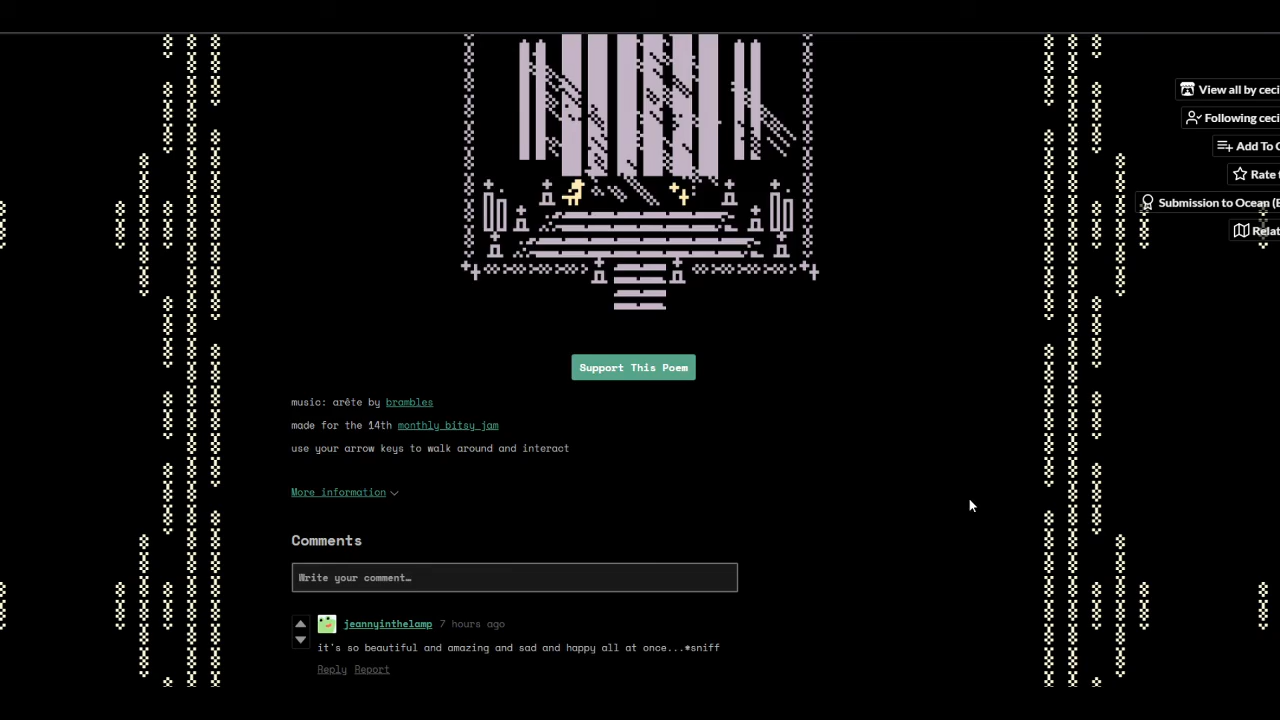 View all by ceci
Following ceci
Add To C
Rate t
Submission to Ocean (B
Relat
Support This Poem
music: arête by brambles
made for the 14th monthly bitsy jam
use your arrow keys to walk around and interact
More information
Comments
Write your comment…
jeannyinthelamp 7 hours ago
it's so beautiful and amazing and sad and happy all at once...*sniff
Reply Report